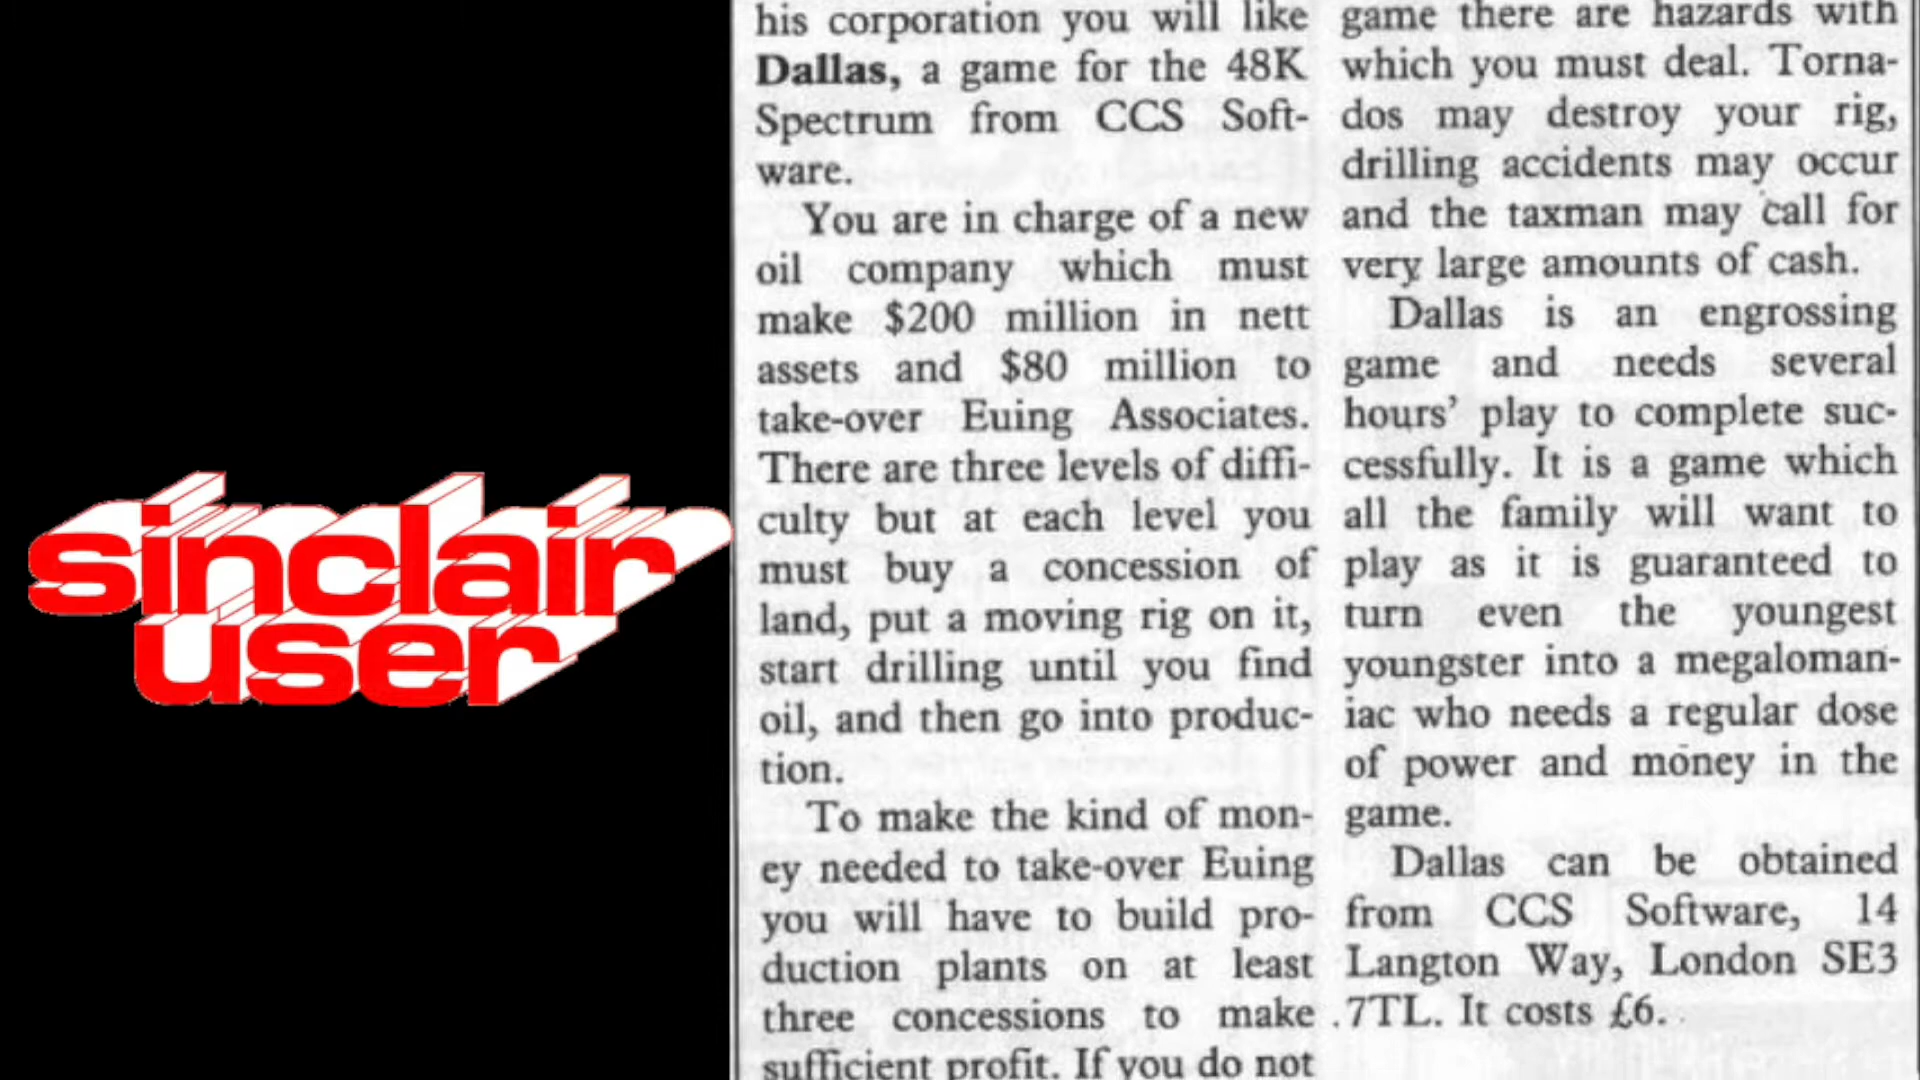 sinclair
user
his corporation you will like
Dallas, a game for the 48K
Spectrum from CCS Soft-
ware.
You are in charge of a new
oil company which must
make $200 million in nett
assets and $80 million to
take-over Euing Associates.
There are three levels of diffi-
culty but at each level you
must buy a concession of
land, put a moving rig on it,
start drilling until you find
oil, and then go into produc-
tion.
To make the kind of mon-
ey needed to take-over Euing
you will have to build pro-
duction plants on at least
three concessions to make
sufficient profit. If you do not
game there are hazards with
which you must deal. Torna-
dos may destroy your rig,
drilling accidents may occur
and the taxman may call for
very large amounts of cash.
Dallas is an engrossing
game and needs several
hours' play to complete suc-
cessfully. It is a game which
all the family will want to
play as it is guaranteed to
turn even the youngest
youngster into a megaloman-
iac who needs a regular dose
of power and money in the
game.
Dallas can be obtained
from CCS Software, 14
Langton Way, London SE3
7TL. It costs £6.